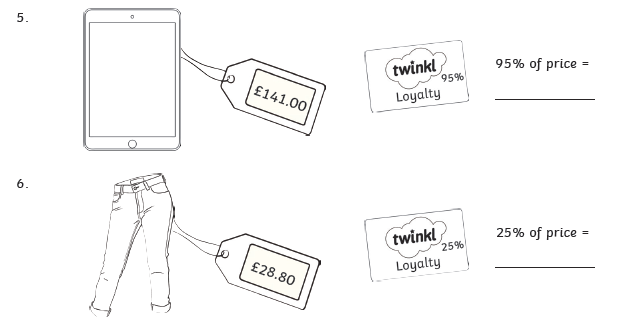 5.
£141.00
twinkl
95%
Loyalty
95% of price =
6.
£28.80
twinkl
25%
Loyalty
25% of price =